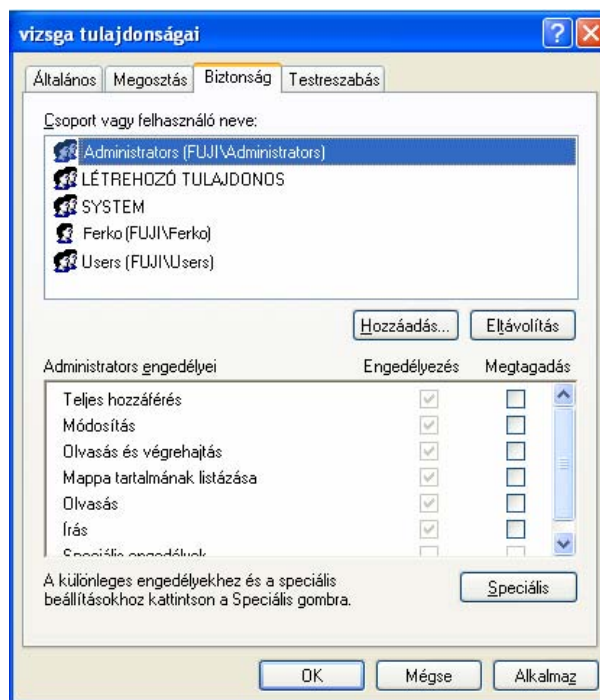 vizsga tulajdonságai
Általános Megosztás Biztonság Testreszabás
Csoport vagy felhasználó neve:
Administrators (FUJI\Administrators)
LÉTREHOZÓ TULAJDONOS
SYSTEM
Ferko (FUJI\Ferko)
Users (FUJI\Users)
Hozzáadás... Eltávolítás
Administrators engedélyei Engedélyezés Megtagadás
Teljes hozzáférés
Módosítás
Olvasás és végrehajtás
Mappa tartalmának listázása
Olvasás
Írás
Speciális engedélyek
A különleges engedélyekhez és a speciális
beállításokhoz kattintson a Speciális gombra.
Speciális
OK Mégse Alkalmaz